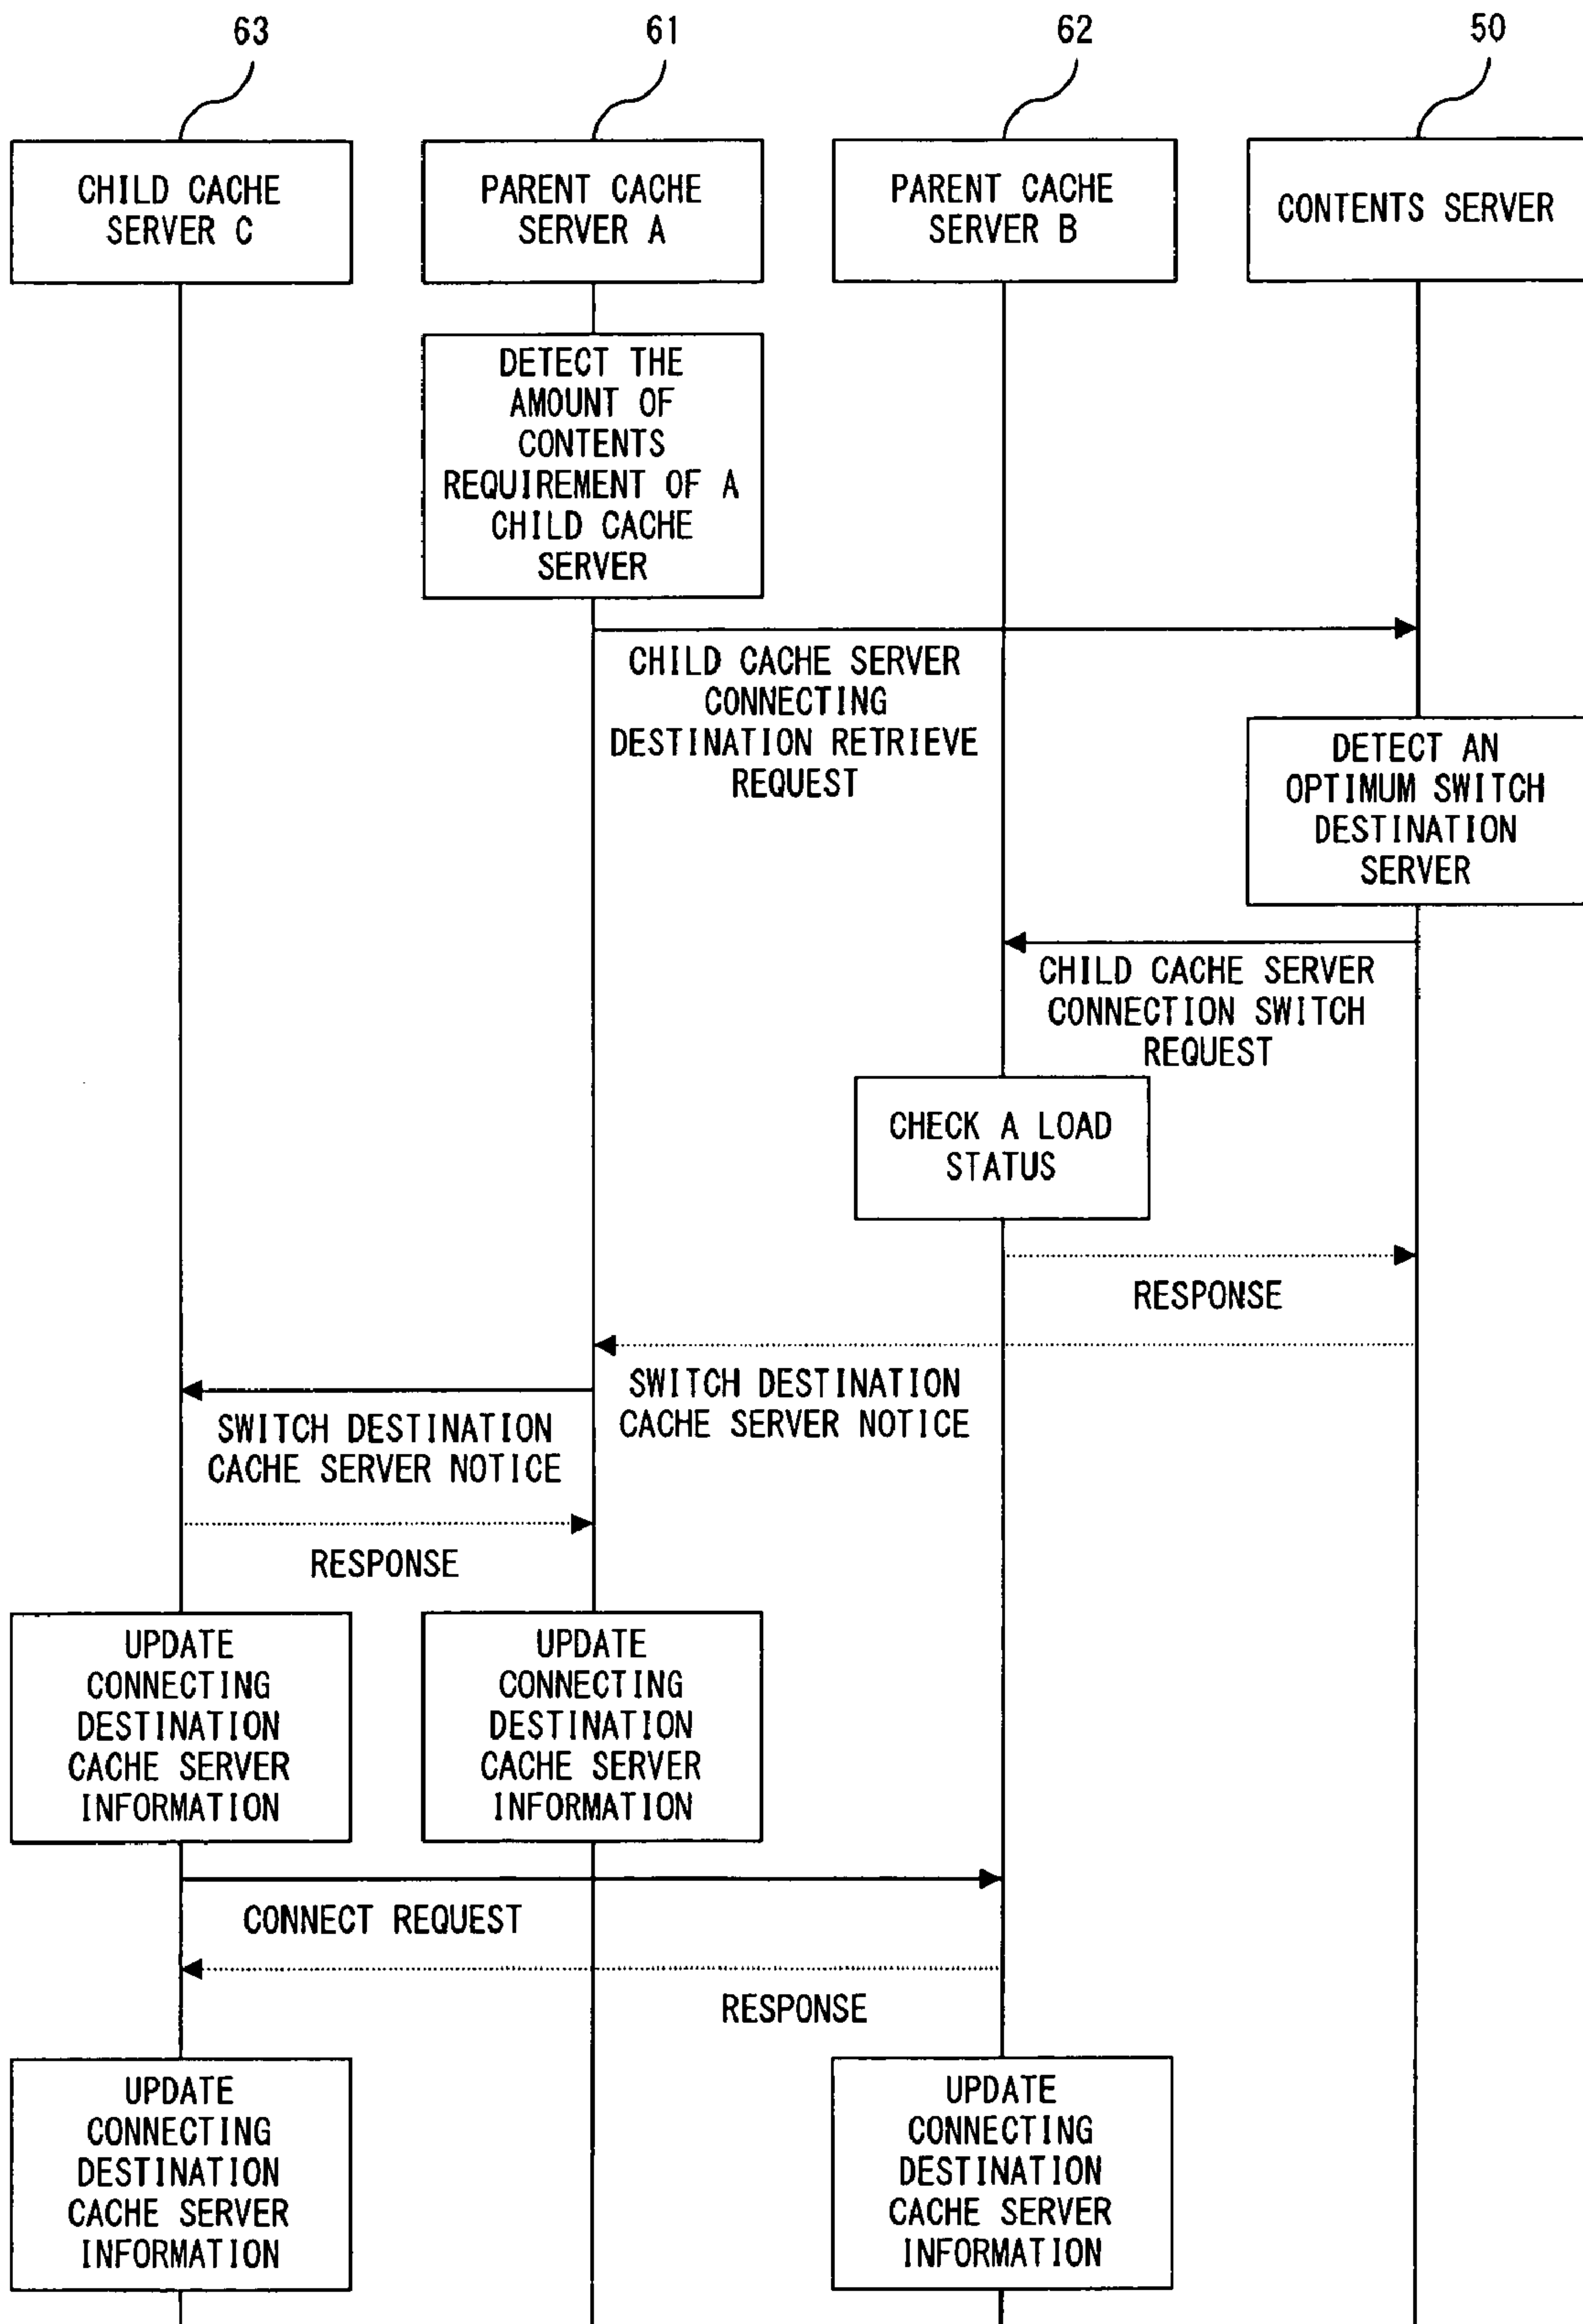 63
61
62
50
CHILD CACHE
SERVER C
PARENT CACHE
SERVER A
PARENT CACHE
SERVER B
CONTENTS SERVER
DETECT THE
AMOUNT OF
CONTENTS
REQUIREMENT OF A
CHILD CACHE
SERVER
CHILD CACHE SERVER
CONNECTING
DESTINATION RETRIEVE
REQUEST
DETECT AN
OPTIMUM SWITCH
DESTINATION
SERVER
CHILD CACHE SERVER
CONNECTION SWITCH
REQUEST
CHECK A LOAD
STATUS
RESPONSE
SWITCH DESTINATION
CACHE SERVER NOTICE
SWITCH DESTINATION
CACHE SERVER NOTICE
RESPONSE
UPDATE
CONNECTING
DESTINATION
CACHE SERVER
INFORMATION
UPDATE
CONNECTING
DESTINATION
CACHE SERVER
INFORMATION
CONNECT REQUEST
RESPONSE
UPDATE
CONNECTING
DESTINATION
CACHE SERVER
INFORMATION
UPDATE
CONNECTING
DESTINATION
CACHE SERVER
INFORMATION